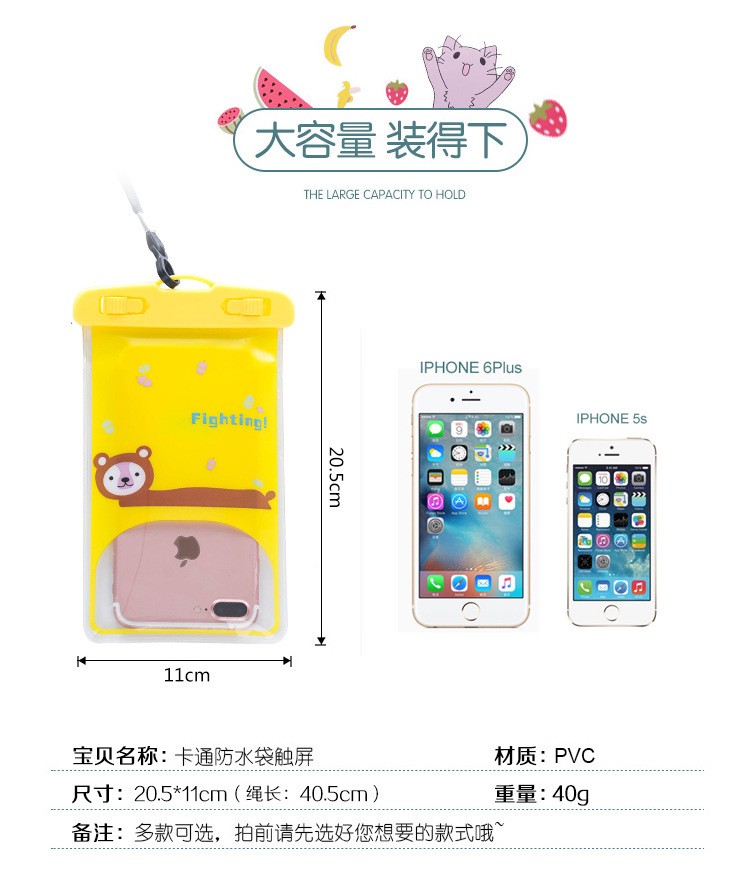 大容量 装得下
THE LARGE CAPACITY TO HOLD
IPHONE 6Plus
IPHONE 5s
Fighting!
20.5cm
11cm
宝贝名称：卡通防水袋触屏
材质：PVC
尺寸：20.5*11cm（绳长：40.5cm）
重量：40g
备注：多款可选，拍前请先选好您想要的款式哦~